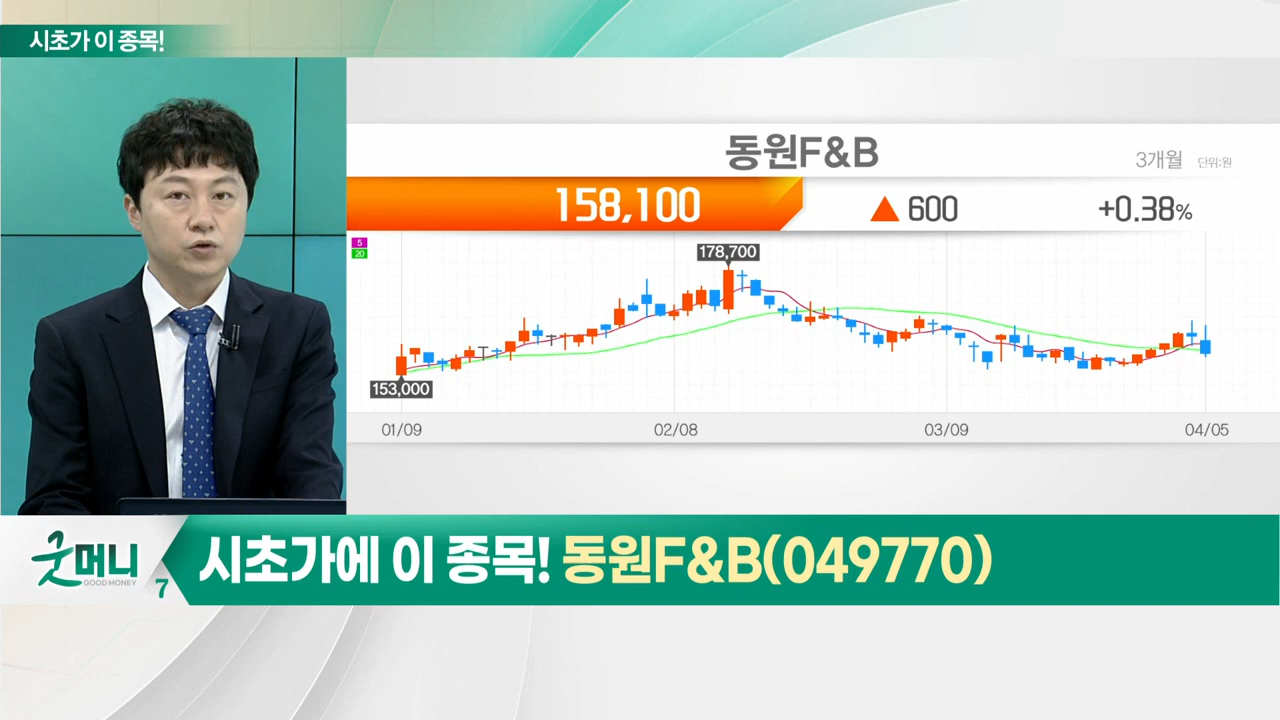 시초가 이 종목!
동원F&B
3개월 단위:원
158,100 ▲ 600 +0.38%
5
20
178,700
153,000
01/09 02/08 03/09 04/05
굿머니
GOOD MONEY
7
시초가에 이 종목! 동원F&B(049770)